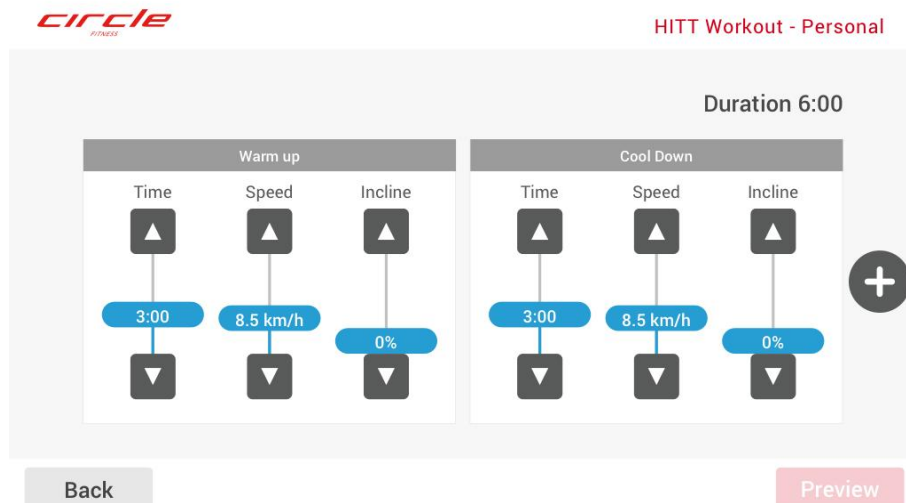 circle
FITNESS
HITT Workout - Personal
Duration 6:00
Warm up
Time Speed Incline
3:00 8.5 km/h 0%
Cool Down
Time Speed Incline
3:00 8.5 km/h 0%
Back
Preview